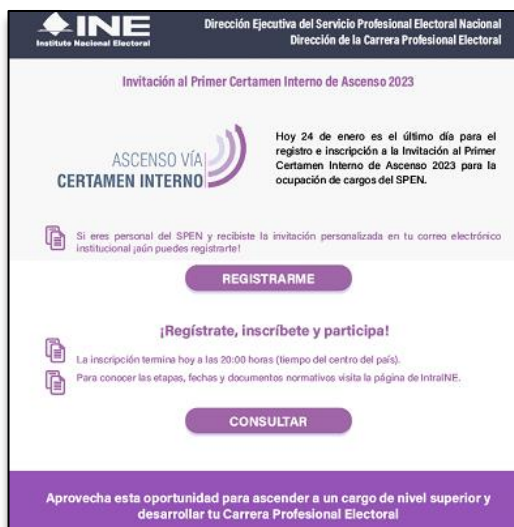 INE
Instituto Nacional Electoral
Dirección Ejecutiva del Servicio Profesional Electoral Nacional
Dirección de la Carrera Profesional Electoral
Invitación al Primer Certamen Interno de Ascenso 2023
ASCENSO VÍA
CERTAMEN INTERNO
Hoy 24 de enero es el último día para el
registro e inscripción a la Invitación al Primer
Certamen Interno de Ascenso 2023 para la
ocupación de cargos del SPEN.
Si eres personal del SPEN y recibiste la invitación personalizada en tu correo electrónico
institucional ¡aún puedes registrarte!
REGISTRARME
¡Regístrate, inscríbete y participa!
La inscripción termina hoy a las 20:00 horas (tiempo del centro del país).
Para conocer las etapas, fechas y documentos normativos visita la página de IntraINE.
CONSULTAR
Aprovecha esta oportunidad para ascender a un cargo de nivel superior y
desarrollar tu Carrera Profesional Electoral